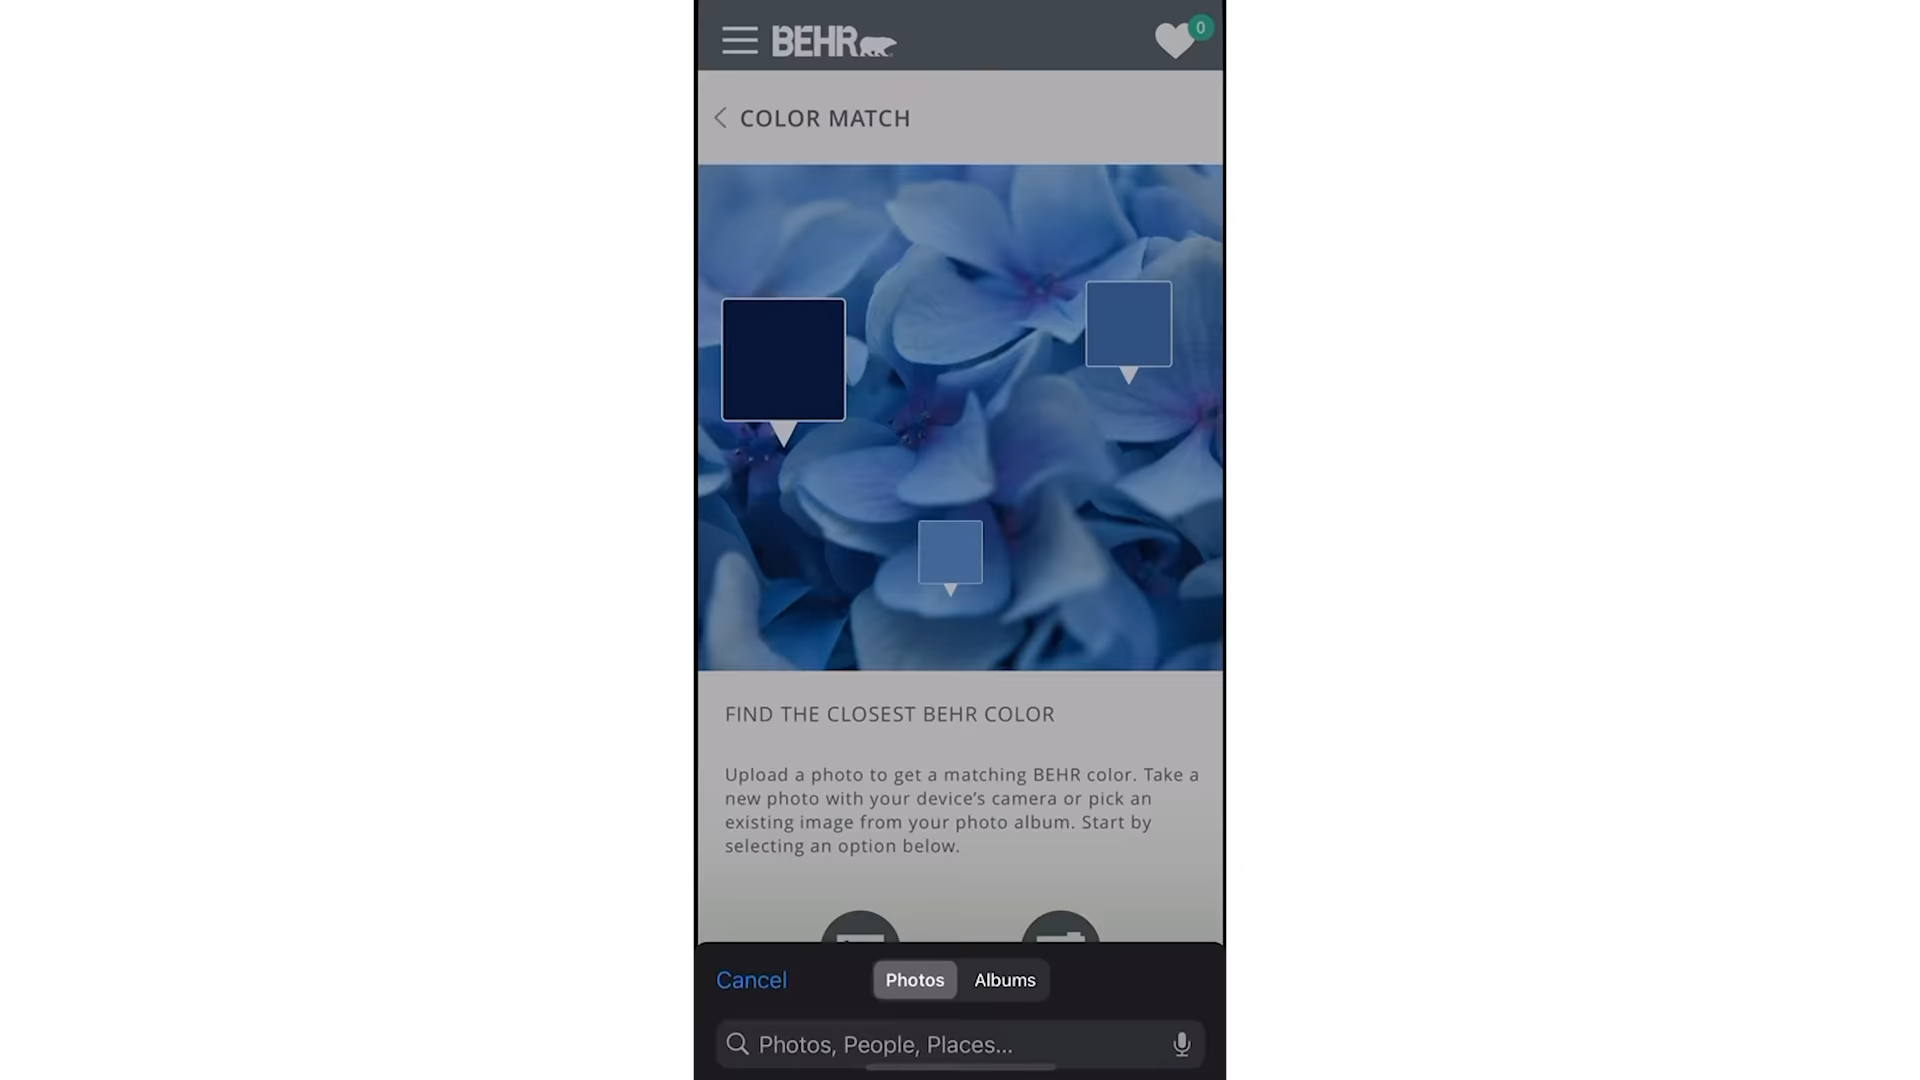 BEHR
0
COLOR MATCH
FIND THE CLOSEST BEHR COLOR
Upload a photo to get a matching BEHR color. Take a
new photo with your device’s camera or pick an
existing image from your photo album. Start by
selecting an option below.
Cancel
Photos
Albums
Photos, People, Places...